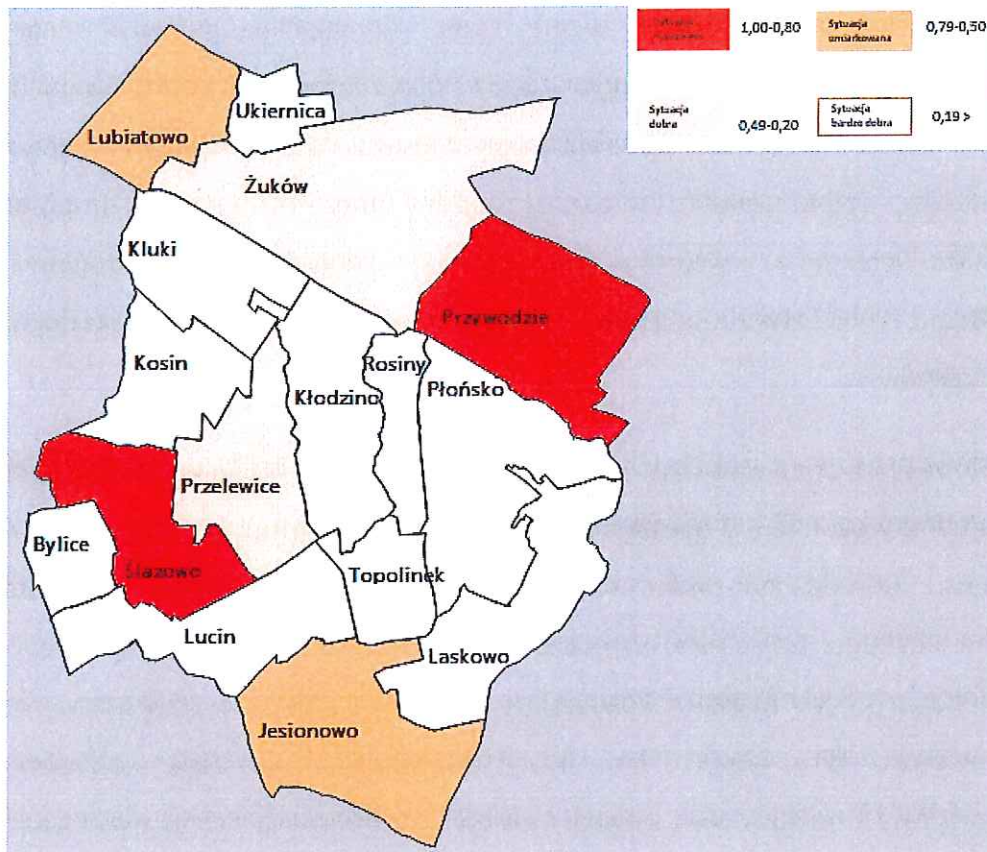 Sytuacja
1,00-0,80
Sytuacja
umiarkowana
0,79-0,50
Sytuacja
dobra
0,49-0,20
Sytuacja
bardzo dobra
0,19 >
Ukiernica
Lubiatowo
Żuków
Kluki
Przywodzie
Kosin
Rosiny
Kłodzino
Płońsko
Przelewice
Bylice
Ślazowo
Topolinek
Lucin
Laskowo
Jesionowo